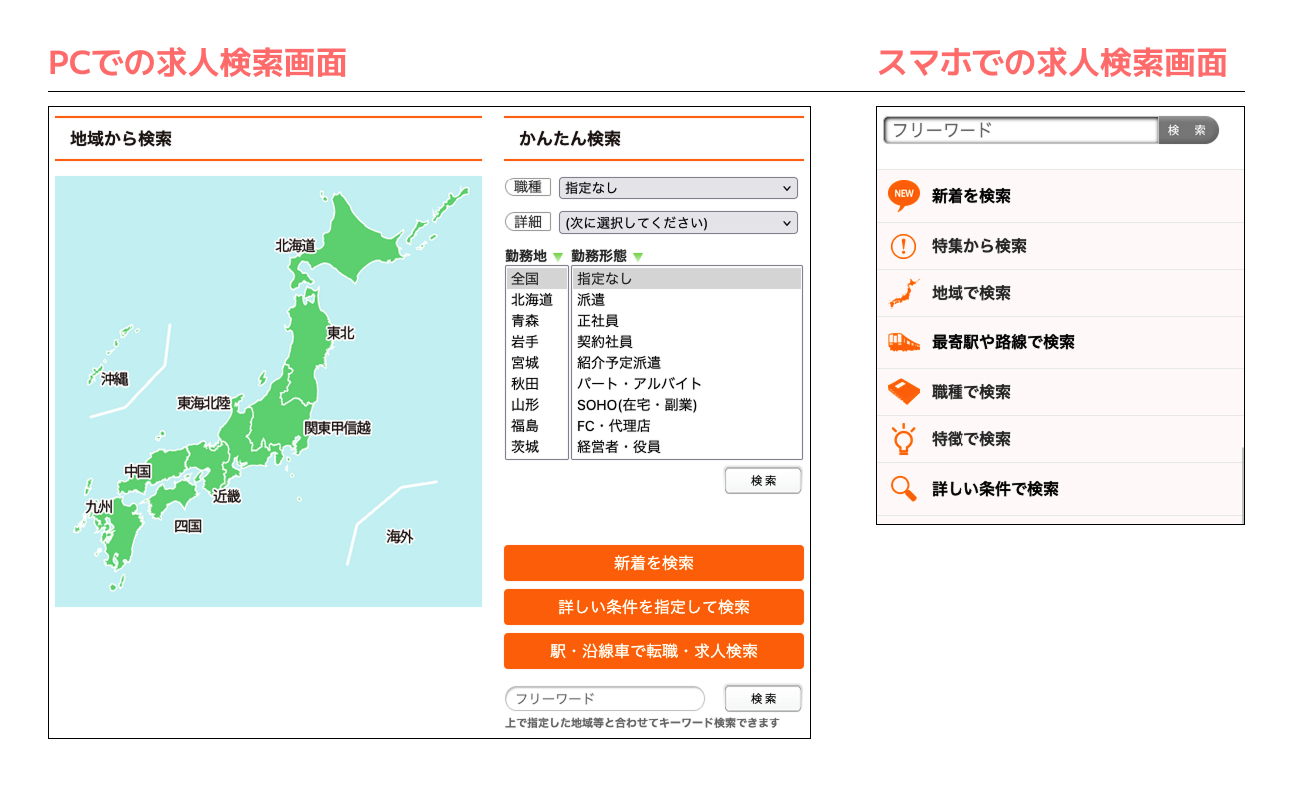 PCでの求人検索画面
スマホでの求人検索画面
地域から検索
北海道
東北
沖縄
東海北陸
関東甲信越
中国
近畿
九州
四国
海外
かんたん検索
職種 指定なし
詳細 (次に選択してください)
勤務地 勤務形態
全国 指定なし
北海道 派遣
青森 正社員
岩手 契約社員
宮城 紹介予定派遣
秋田 パート・アルバイト
山形 SOHO(在宅・副業)
福島 FC・代理店
茨城 経営者・役員
検索
新着を検索
詳しい条件を指定して検索
駅・沿線車で転職・求人検索
フリーワード 検索
上で指定した地域等と合わせてキーワード検索できます
フリーワード 検 索
NEW 新着を検索
特集から検索
地域で検索
最寄駅や路線で検索
職種で検索
特徴で検索
詳しい条件で検索